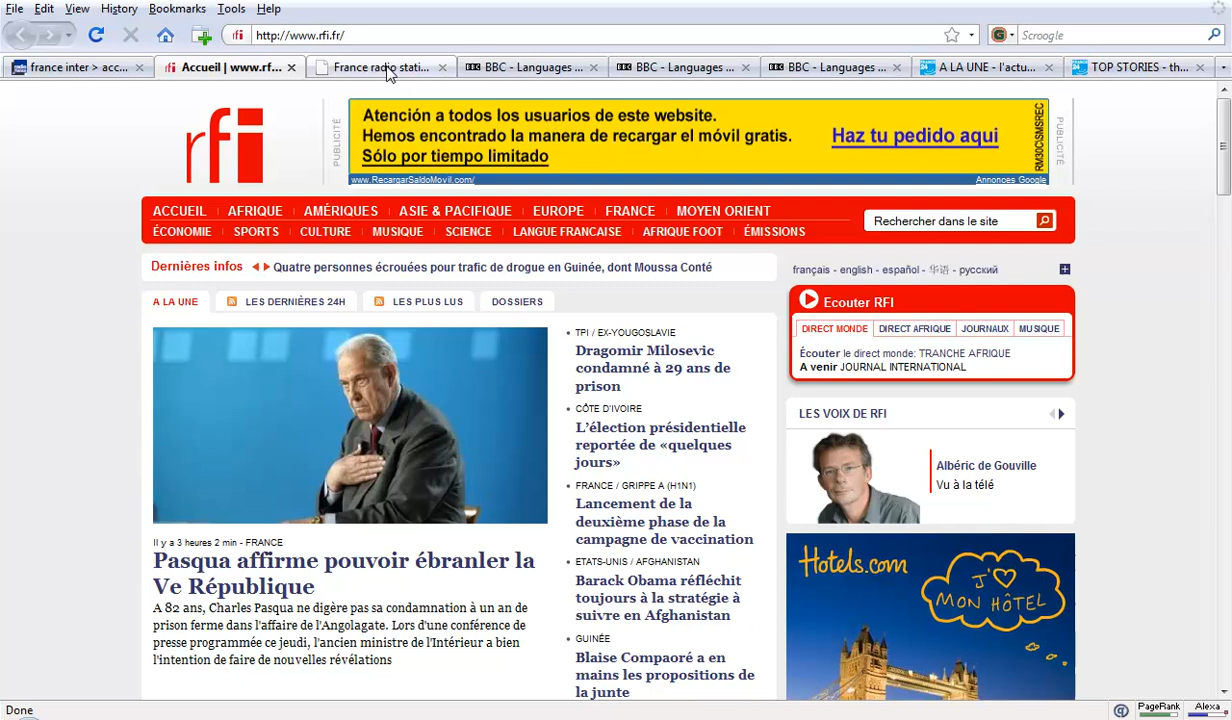 File Edit View History Bookmarks Tools Help
rfi http://www.rfi.fr/ Scroogle
france inter > acc... Accueil | www.rf... France radio stati... BBC - Languages ... BBC - Languages ... BBC - Languages ... A LA UNE - l'actu... TOP STORIES - th...
rfi
PUBLICITÉ
Atención a todos los usuarios de este website.
Hemos encontrado la manera de recargar el móvil gratis.
Sólo por tiempo limitado
Haz tu pedido aqui
RM30CISMSREC
www.RecargarSaldoMovil.com/ Annonces Google
PUBLICITÉ
ACCUEIL AFRIQUE AMÉRIQUES ASIE & PACIFIQUE EUROPE FRANCE MOYEN ORIENT
ÉCONOMIE SPORTS CULTURE MUSIQUE SCIENCE LANGUE FRANCAISE AFRIQUE FOOT ÉMISSIONS
Rechercher dans le site
Dernières infos Quatre personnes écrouées pour trafic de drogue en Guinée, dont Moussa Conté
français - english - español - 华语 - русский
A LA UNE LES DERNIÈRES 24H LES PLUS LUS DOSSIERS
TPI / EX-YOUGOSLAVIE
Dragomir Milosevic
condamné à 29 ans de
prison
CÔTE D'IVOIRE
L'élection présidentielle
reportée de «quelques
jours»
FRANCE / GRIPPE A (H1N1)
Lancement de la
deuxième phase de la
campagne de vaccination
ETATS-UNIS / AFGHANISTAN
Barack Obama réfléchit
toujours à la stratégie à
suivre en Afghanistan
GUINÉE
Blaise Compaoré a en
mains les propositions de
la junte
Il y a 3 heures 2 min - FRANCE
Pasqua affirme pouvoir ébranler la
Ve République
A 82 ans, Charles Pasqua ne digère pas sa condamnation à un an de
prison ferme dans l'affaire de l'Angolagate. Lors d'une conférence de
presse programmée ce jeudi, l'ancien ministre de l'Intérieur a bien
l'intention de faire de nouvelles révélations
Ecouter RFI
DIRECT MONDE DIRECT AFRIQUE JOURNAUX MUSIQUE
Écouter le direct monde: TRANCHE AFRIQUE
A venir JOURNAL INTERNATIONAL
LES VOIX DE RFI
Albéric de Gouville
Vu à la télé
Hotels.com
J'♥
MON HÔTEL
Done PageRank Alexa